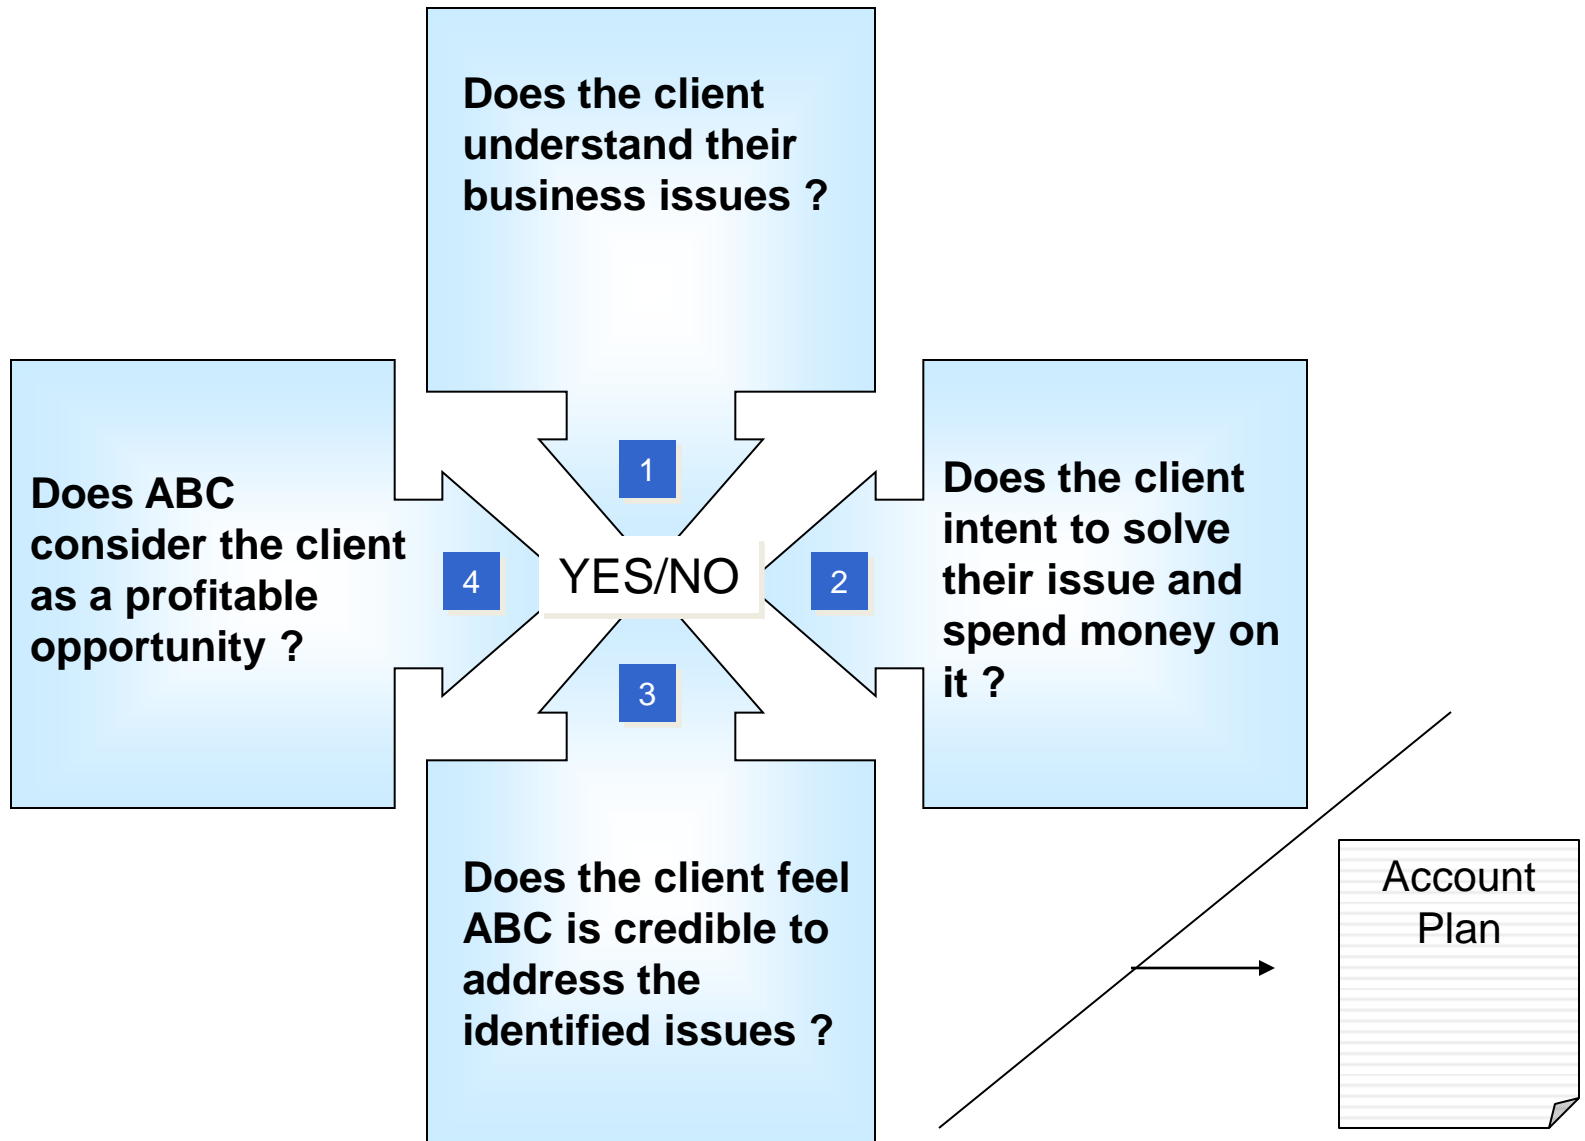 Does the client
understand their
business issues ?
1
Does ABC
consider the client
as a profitable
opportunity ?
4
YES/NO
2
Does the client
intent to solve
their issue and
spend money on
it ?
3
Does the client feel
ABC is credible to
address the
identified issues ?
Account
Plan